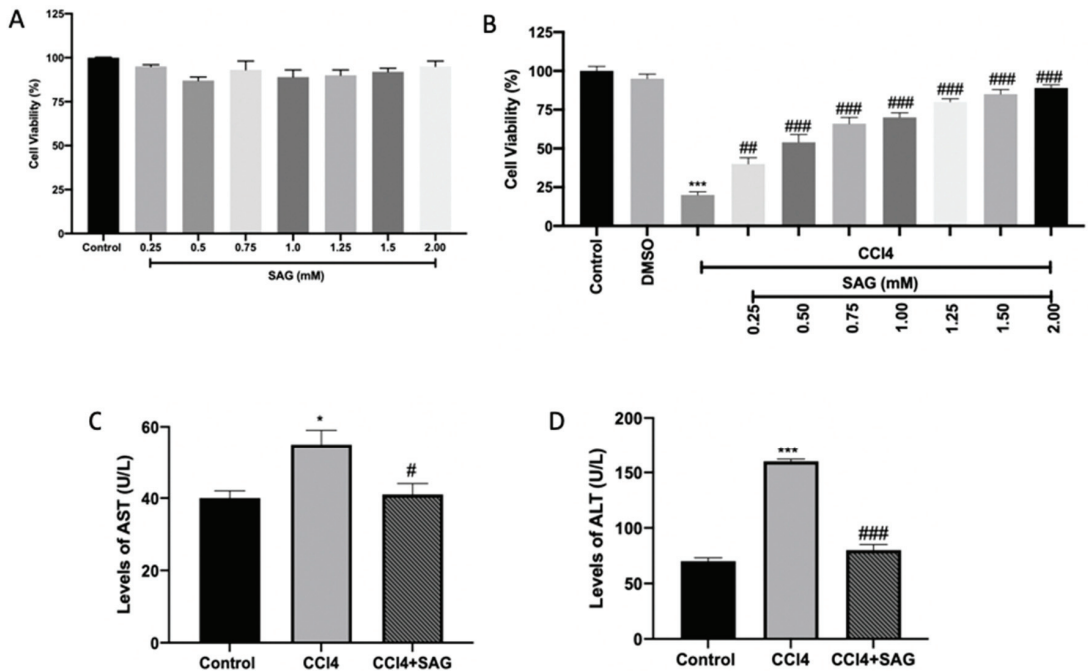 A
Cell Viability (%)
125
100
75
50
25
0
Control 0.25 0.5 0.75 1.0 1.25 1.5 2.00
SAG (mM)
B
Cell Viability (%)
125
100
75
50
25
0
*** ## ### ### ### ### ### ###
Control DMSO
CCl4
SAG (mM)
0.25 0.50 0.75 1.00 1.25 1.50 2.00
C
Levels of AST (U/L)
60
40
20
0
* #
Control CCl4 CCl4+SAG
D
Levels of ALT (U/L)
200
150
100
50
0
*** ###
Control CCl4 CCl4+SAG